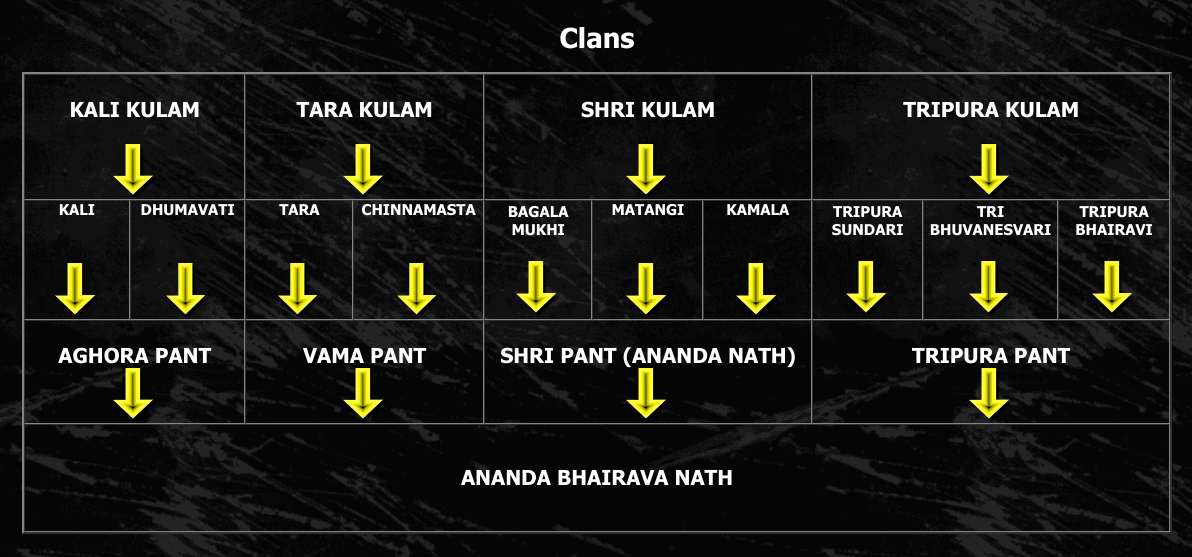 Clans
KALI KULAM
TARA KULAM
SHRI KULAM
TRIPURA KULAM
KALI
DHUMAVATI
TARA
CHINNAMASTA
BAGALA
MUKHI
MATANGI
KAMALA
TRIPURA
SUNDARI
TRI
BHUVANESVARI
TRIPURA
BHAIRAVI
AGHORA PANT
VAMA PANT
SHRI PANT (ANANDA NATH)
TRIPURA PANT
ANANDA BHAIRAVA NATH